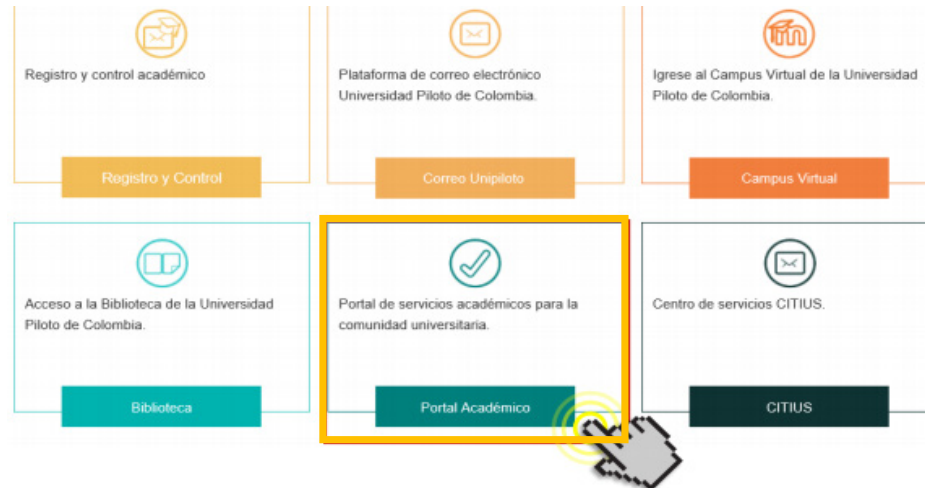 Registro y control académico
Registro y Control
Plataforma de correo electrónico
Universidad Piloto de Colombia.
Correo Unipiloto
Igrese al Campus Virtual de la Universidad
Piloto de Colombia.
Campus Virtual
Acceso a la Biblioteca de la Universidad
Piloto de Colombia.
Biblioteca
Portal de servicios académicos para la
comunidad universitaria.
Portal Académico
Centro de servicios CITIUS.
CITIUS